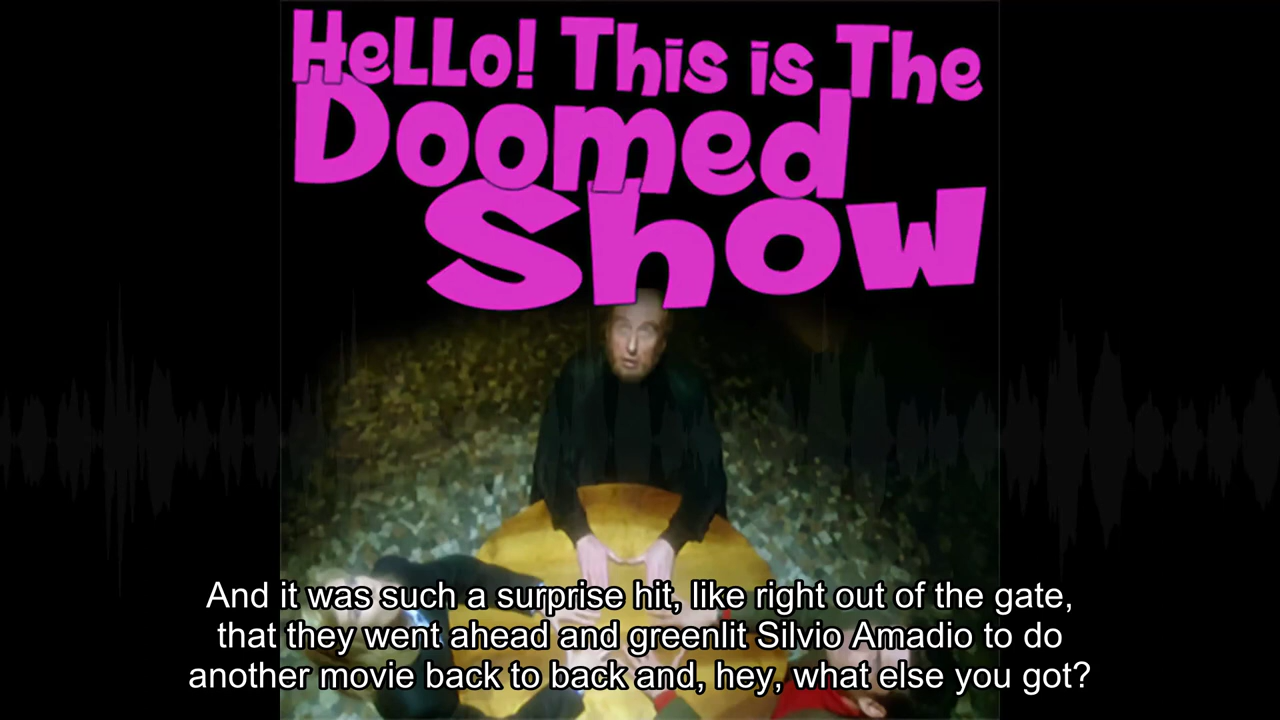 Hello! This is The
Doomed
Show
And it was such a surprise hit, like right out of the gate,
that they went ahead and greenlit Silvio Amadio to do
another movie back to back and, hey, what else you got?